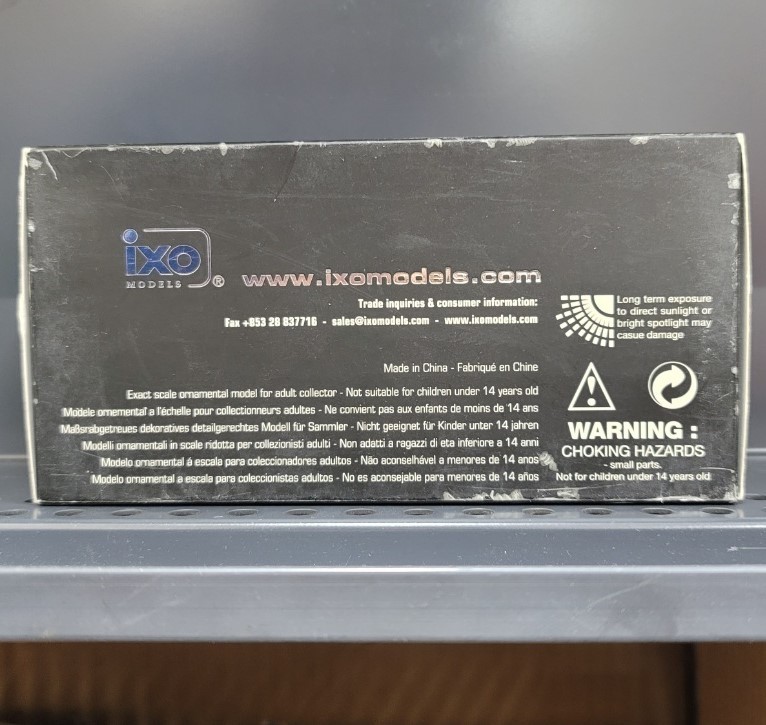 ixo
MODELS ®
www.ixomodels.com
Trade inquiries & consumer information:
Fax +853 28 837716 - sales@ixomodels.com - www.ixomodels.com
Long term exposure
to direct sunlight or
bright spotlight may
casue damage
Made in China - Fabriqué en Chine
Exact scale ornamental model for adult collector - Not suitable for children under 14 years old
Modèle ornemental a l'échelle pour collectionneurs adultes - Ne convient pas aux enfants de moins de 14 ans
Maßsrabgetreues dekoratives detailgerechtes Modell für Sammler - Nicht geeignet für Kinder unter 14 jahren
Modelli ornamentali in scale ridotta per collezionisti adulti - Non adatti a ragazzi di eta inferiore a 14 anni
Modelo ornamental á escala para coleccionadores adultos - Não aconselhável a menores de 14 anos
Modelo ornamental a escala para coleccionistas adultos - No es aconsejable para menores de 14 años
WARNING :
CHOKING HAZARDS
- small parts.
Not for children under 14 years old